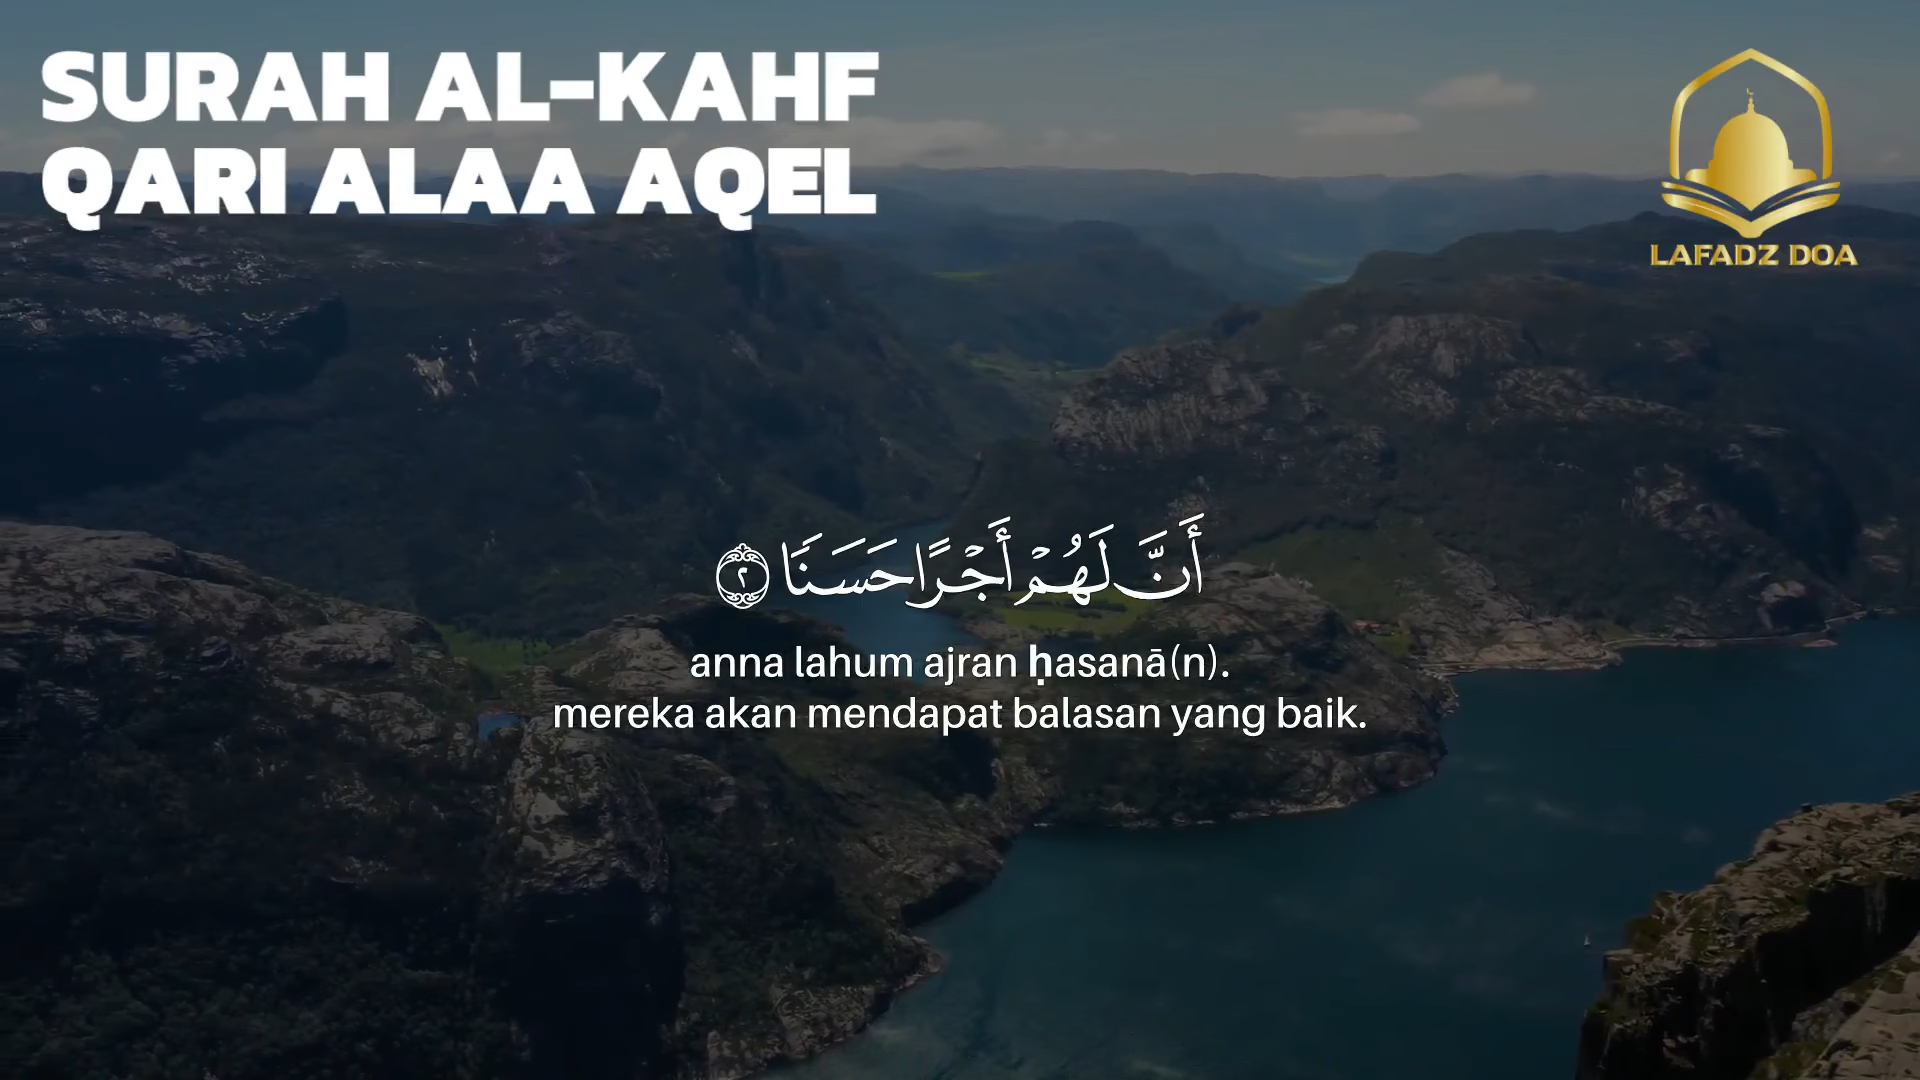 SURAH AL-KAHF
QARI ALAA AQEL
LAFADZ DOA
أَنَّ لَهُمْ أَجْرًا حَسَنًا ٢
anna lahum ajran ḥasanā(n).
mereka akan mendapat balasan yang baik.